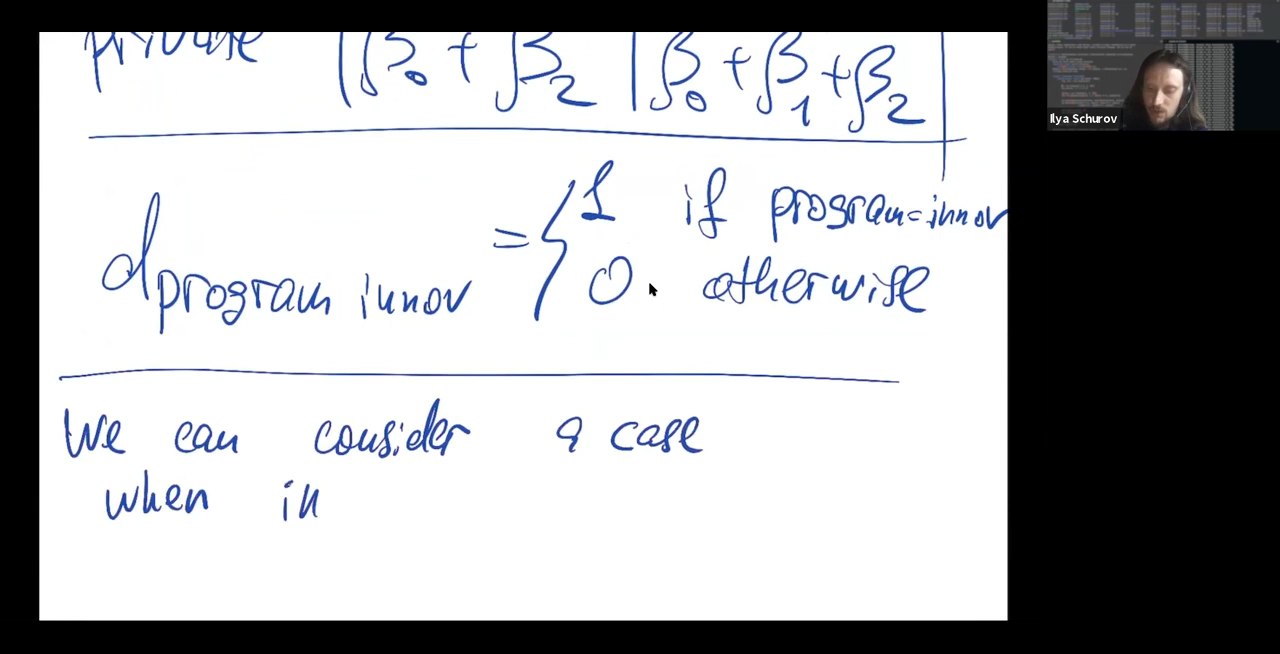 private | β₀ + β₂ | β₀ + β₁ + β₂ |
d program innov = { 1 if program=innov
0 otherwise
We can consider a case
when in
Ilya Schurov